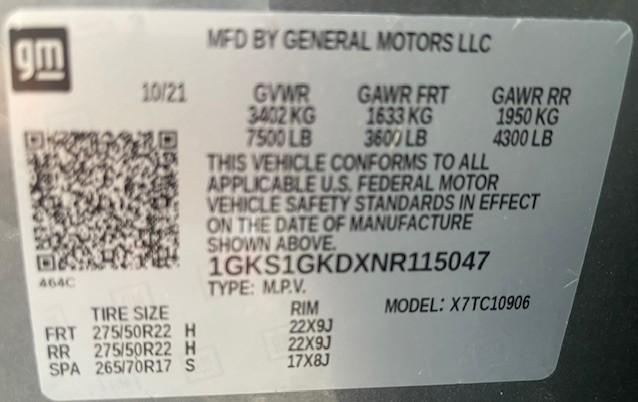 gm
MFD BY GENERAL MOTORS LLC
10/21 GVWR GAWR FRT GAWR RR
3402 KG 1633 KG 1950 KG
7500 LB 3600 LB 4300 LB
THIS VEHICLE CONFORMS TO ALL
APPLICABLE U.S. FEDERAL MOTOR
VEHICLE SAFETY STANDARDS IN EFFECT
ON THE DATE OF MANUFACTURE
SHOWN ABOVE.
1GKS1GKDXNR115047
464C
TYPE: M.P.V. MODEL: X7TC10906
TIRE SIZE RIM
FRT 275/50R22 H 22X9J
RR 275/50R22 H 22X9J
SPA 265/70R17 S 17X8J